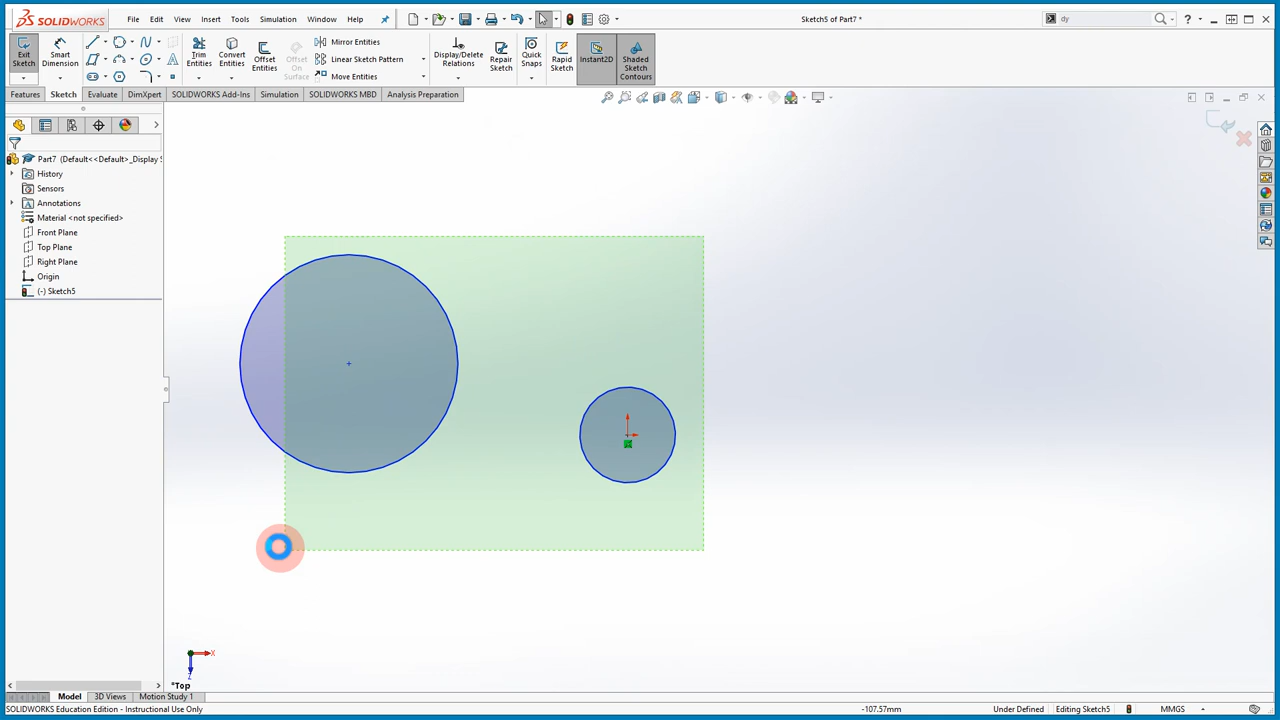 SOLIDWORKS File Edit View Insert Tools Simulation Window Help Sketch5 of Part7 * dy ?
Exit Sketch Smart Dimension Trim Entities Convert Entities Offset Entities Offset On Surface Mirror Entities Linear Sketch Pattern Move Entities Display/Delete Relations Repair Sketch Quick Snaps Rapid Sketch Instant2D Shaded Sketch Contours
Features Sketch Evaluate DimXpert SOLIDWORKS Add-Ins Simulation SOLIDWORKS MBD Analysis Preparation
Part7 (Default<<Default>_Display S
History
Sensors
Annotations
Material <not specified>
Front Plane
Top Plane
Right Plane
Origin
(-) Sketch5
X
Z
*Top
Model 3D Views Motion Study 1
SOLIDWORKS Education Edition - Instructional Use Only -107.57mm Under Defined Editing Sketch5 MMGS